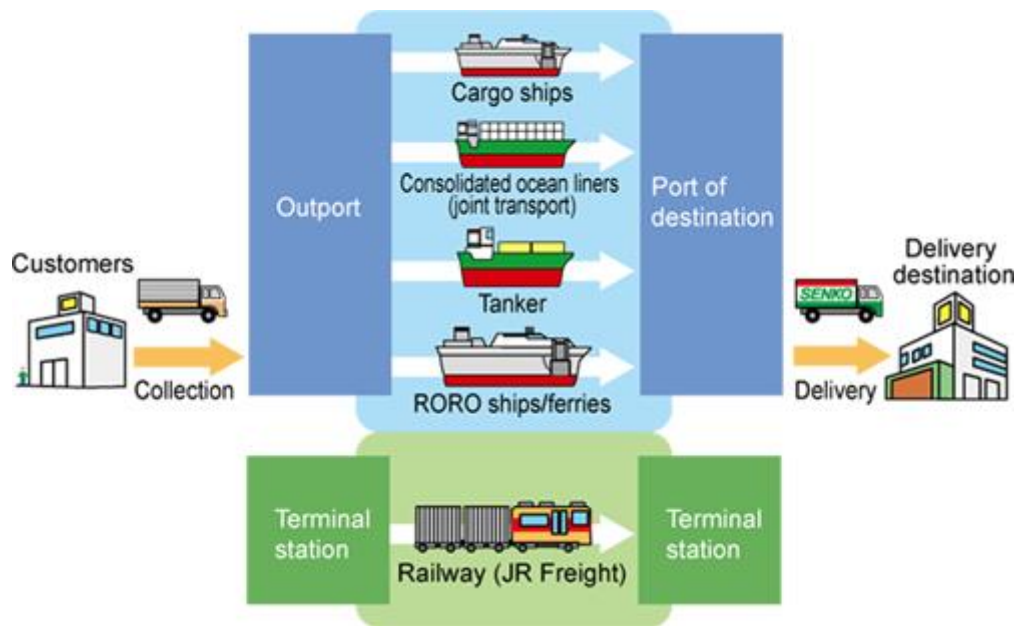 Customers
Collection
Outport
Cargo ships
Consolidated ocean liners
(joint transport)
Tanker
RORO ships/ferries
Port of
destination
SENKO
Delivery
Delivery
destination
Terminal
station
Railway (JR Freight)
Terminal
station